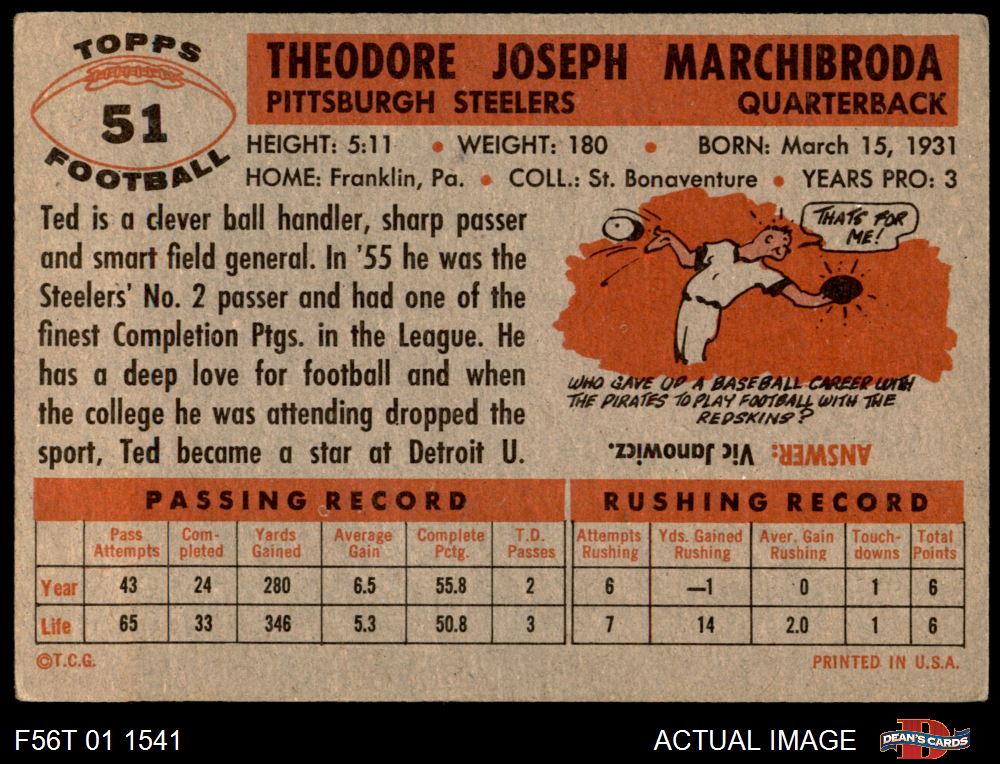 TOPPS
51
FOOTBALL
THEODORE JOSEPH MARCHIBRODA
PITTSBURGH STEELERS QUARTERBACK
HEIGHT: 5:11 • WEIGHT: 180 • BORN: March 15, 1931
HOME: Franklin, Pa. • COLL.: St. Bonaventure • YEARS PRO: 3
Ted is a clever ball handler, sharp passer
and smart field general. In '55 he was the
Steelers' No. 2 passer and had one of the
finest Completion Ptgs. in the League. He
has a deep love for football and when
the college he was attending dropped the
sport, Ted became a star at Detroit U.
THATS FOR
ME!
WHO GAVE UP A BASEBALL CAREER WITH
THE PIRATES TO PLAY FOOTBALL WITH THE
REDSKINS?
ANSWER: Vic Janowicz.
PASSING RECORD
Pass Attempts Com-pleted Yards Gained Average Gain Complete Pctg. T.D. Passes
Year 43 24 280 6.5 55.8 2
Life 65 33 346 5.3 50.8 3
RUSHING RECORD
Attempts Rushing Yds. Gained Rushing Aver. Gain Rushing Touch-downs Total Points
6 —1 0 1 6
7 14 2.0 1 6
©T.C.G. PRINTED IN U.S.A.
F56T 01 1541 ACTUAL IMAGE DEAN'S CARDS